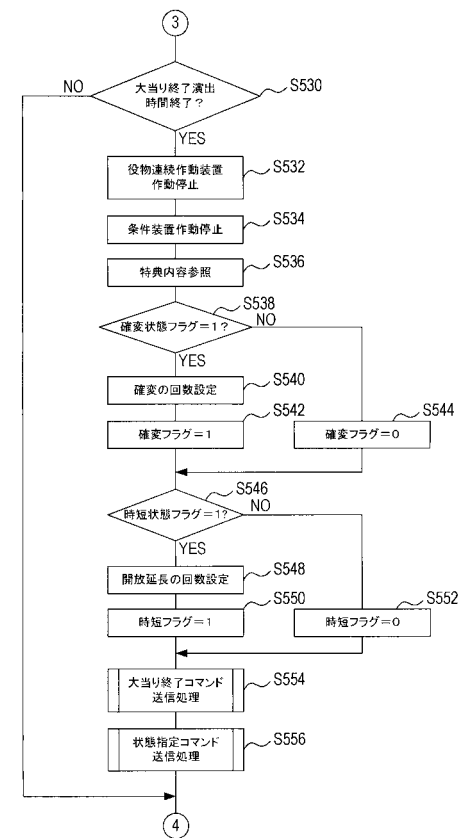 3
大当り終了演出
時間終了?
S530
NO
YES
役物連続作動装置
作動停止
S532
条件装置作動停止
S534
特典内容参照
S536
確変状態フラグ=1?
S538
NO
YES
確変の回数設定
S540
確変フラグ=1
S542
確変フラグ=0
S544
時短状態フラグ=1?
S546
NO
YES
開放延長の回数設定
S548
時短フラグ=1
S550
時短フラグ=0
S552
大当り終了コマンド
送信処理
S554
状態指定コマンド
送信処理
S556
4